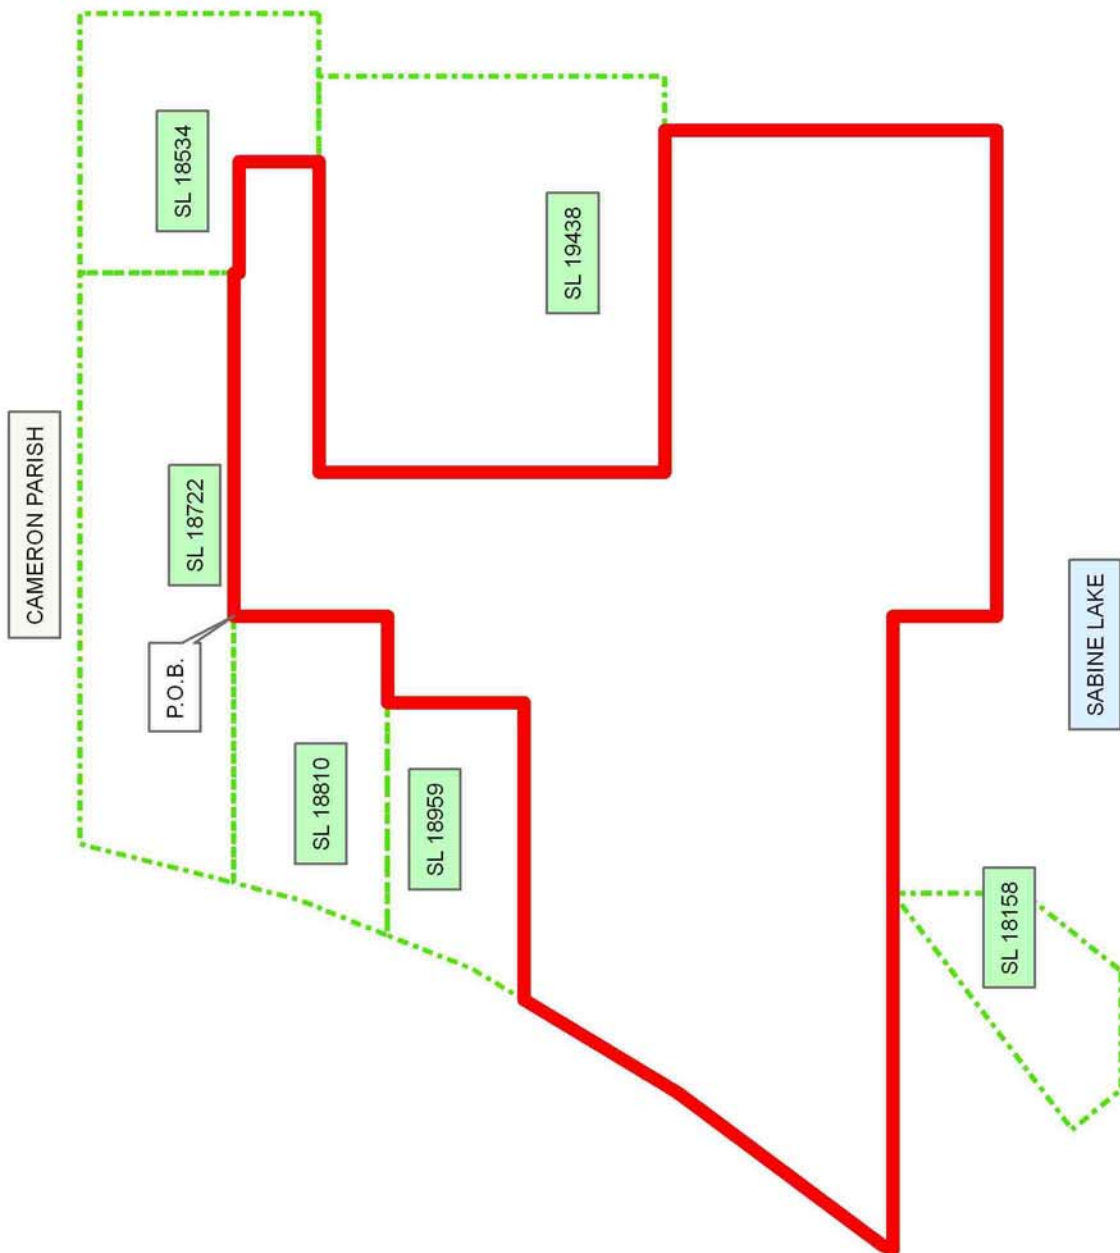 CAMERON PARISH
SL 18534
SL 18722
SL 19438
P.O.B.
SL 18810
SL 18959
SL 18158
SABINE LAKE